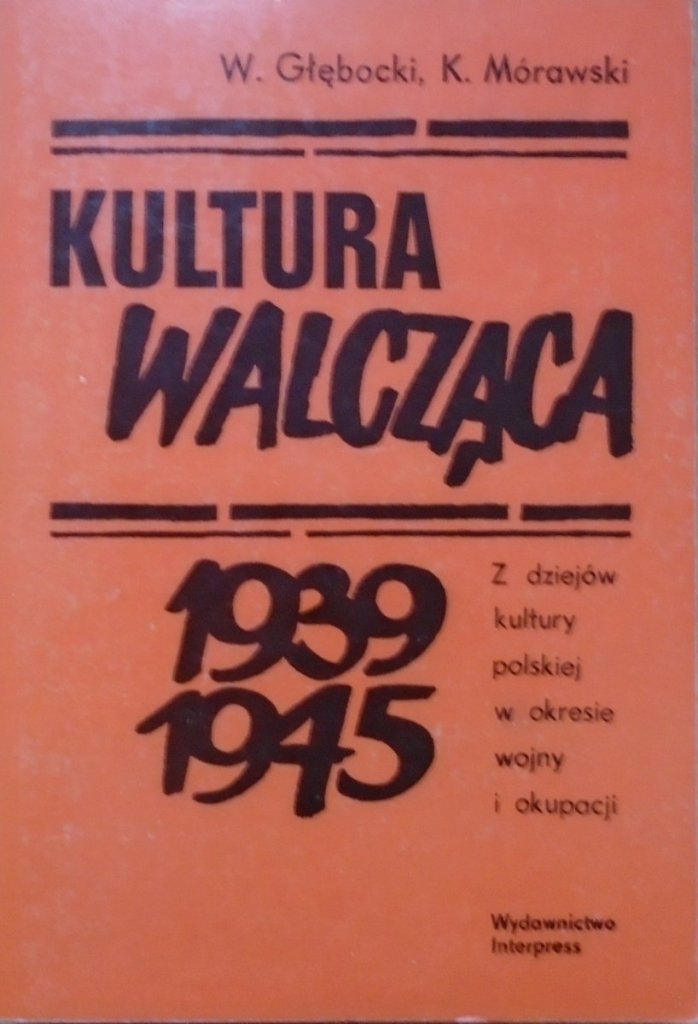 W. Głębocki, K. Mórawski
KULTURA
WALCZĄCA
1939
1945
Z dziejów
kultury
polskiej
w okresie
wojny
i okupacji
Wydawnictwo
Interpress